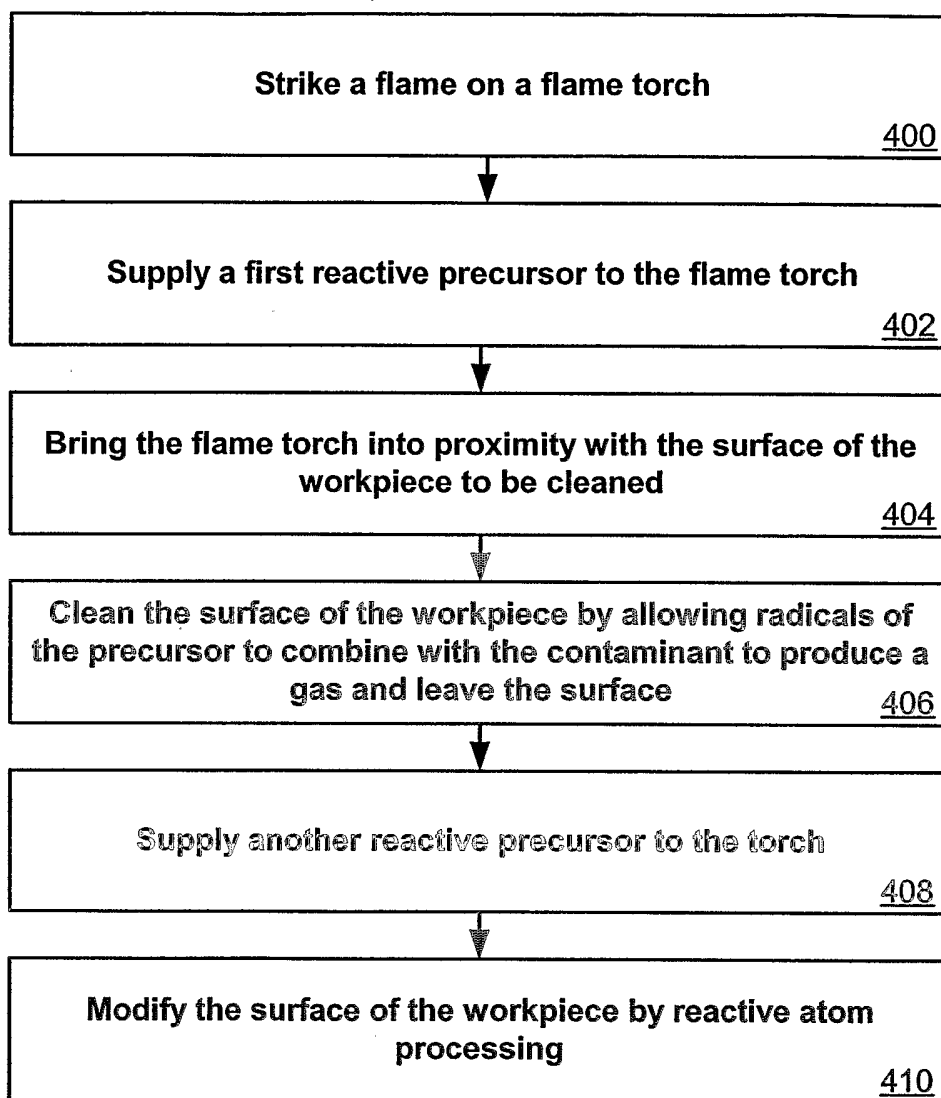 Strike a flame on a flame torch
400
Supply a first reactive precursor to the flame torch
402
Bring the flame torch into proximity with the surface of the
workpiece to be cleaned
404
Clean the surface of the workpiece by allowing radicals of
the precursor to combine with the contaminant to produce a
gas and leave the surface
406
Supply another reactive precursor to the torch
408
Modify the surface of the workpiece by reactive atom
processing
410